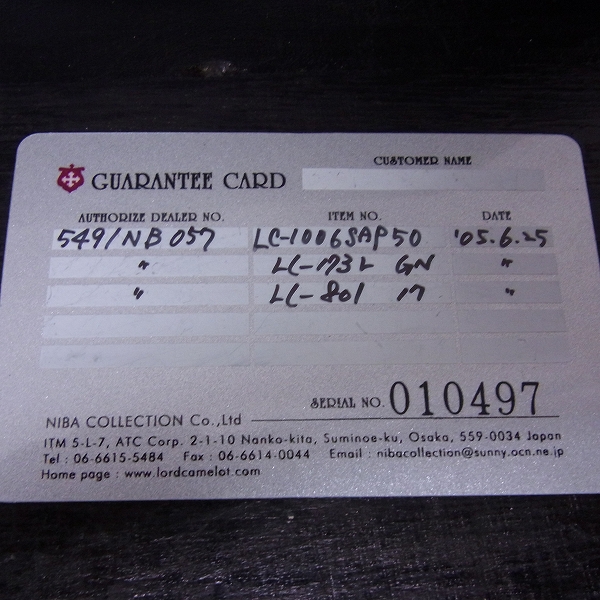 CUSTOMER NAME
GUARANTEE CARD
AUTHORIZE DEALER NO. ITEM NO. DATE
549/NB057 LC-1006SAP50 '05.6.25
〃 LC-173L GN 〃
〃 LC-801 17 〃
SERIAL NO. 010497
NIBA COLLECTION Co.,Ltd
ITM 5-L-7, ATC Corp. 2-1-10 Nanko-kita, Suminoe-ku, Osaka, 559-0034 Japan
Tel : 06-6615-5484 Fax : 06-6614-0044 Email : nibacollection@sunny.ocn.ne.jp
Home page : www.lordcamelot.com